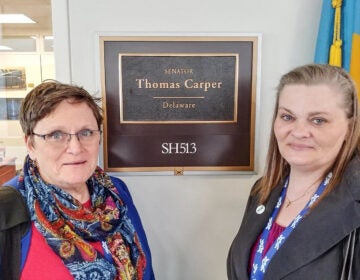 SENATOR
Thomas Carper
Delaware
SH513